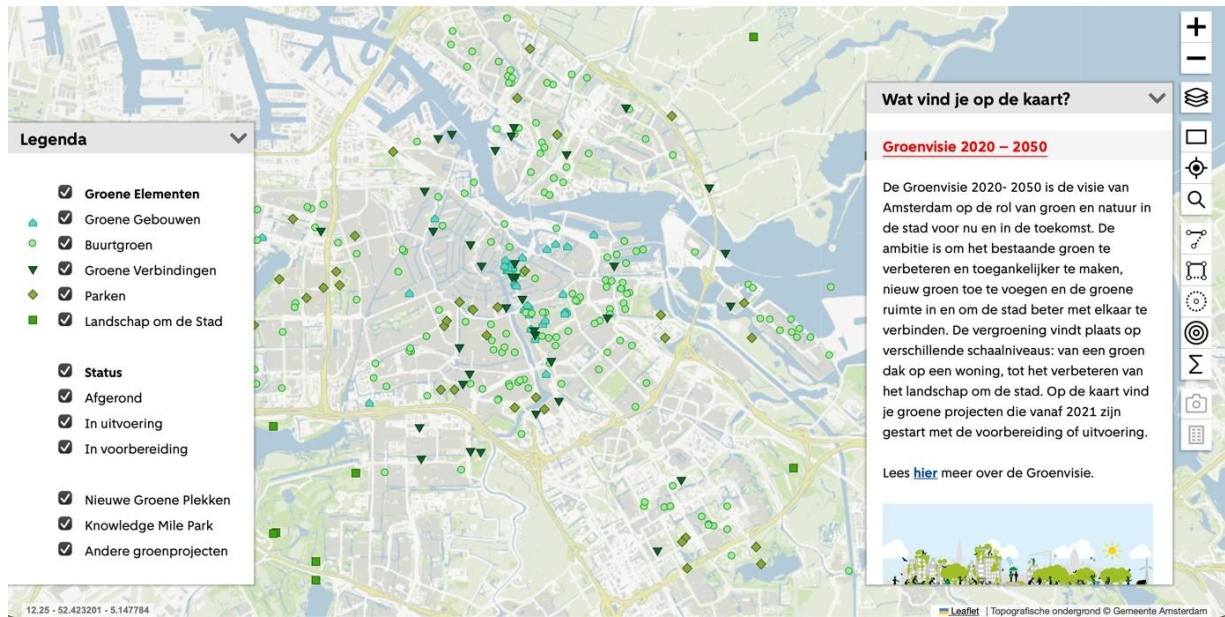 Legenda
Groene Elementen
Groene Gebouwen
Buurtgroen
Groene Verbindingen
Parken
Landschap om de Stad
Status
Afgerond
In uitvoering
In voorbereiding
Nieuwe Groene Plekken
Knowledge Mile Park
Andere groenprojecten
12.25 - 52.423201 - 5.147784
Wat vind je op de kaart?
Groenvisie 2020 – 2050
De Groenvisie 2020- 2050 is de visie van
Amsterdam op de rol van groen en natuur in
de stad voor nu en in de toekomst. De
ambitie is om het bestaande groen te
verbeteren en toegankelijker te maken,
nieuw groen toe te voegen en de groene
ruimte in en om de stad beter met elkaar te
verbinden. De vergroening vindt plaats op
verschillende schaalniveaus: van een groen
dak op een woning, tot het verbeteren van
het landschap om de stad. Op de kaart vind
je groene projecten die vanaf 2021 zijn
gestart met de voorbereiding of uitvoering.
Lees hier meer over de Groenvisie.
Leaflet | Topografische ondergrond © Gemeente Amsterdam